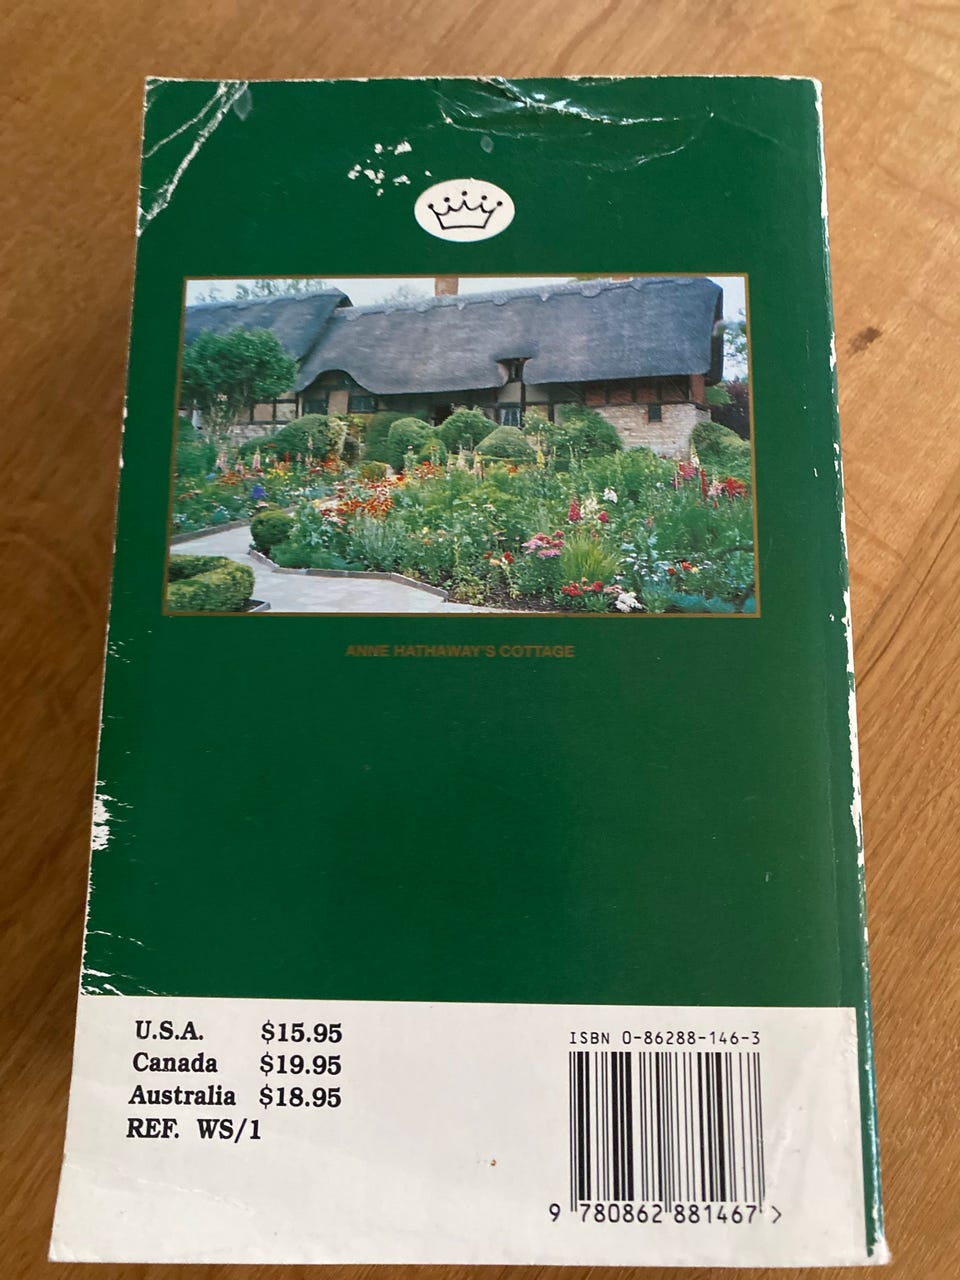 ANNE HATHAWAY'S COTTAGE
U.S.A. $15.95
Canada $19.95
Australia $18.95
REF. WS/1
ISBN 0-86288-146-3
9 780862 881467 >